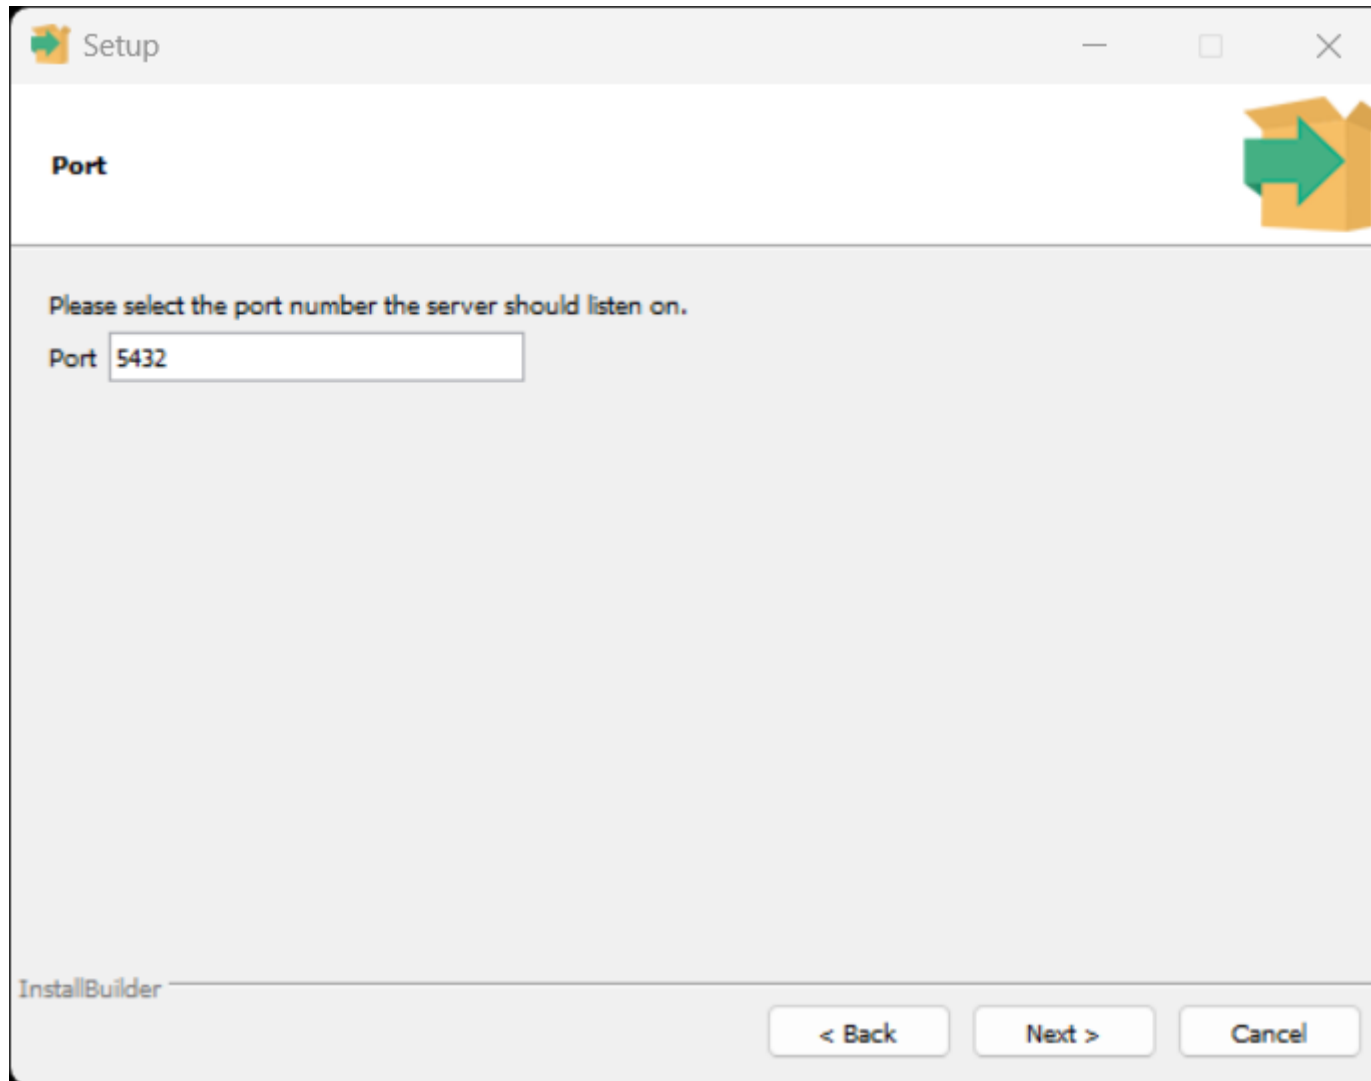 Setup
Port
Please select the port number the server should listen on.
Port 5432
InstallBuilder
< Back Next > Cancel